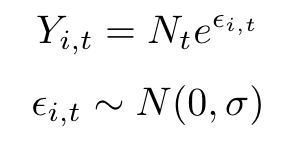 Y_{i,t} = N_t e^{ϵ_{i,t}}
ϵ_{i,t} ∼ N(0, σ)